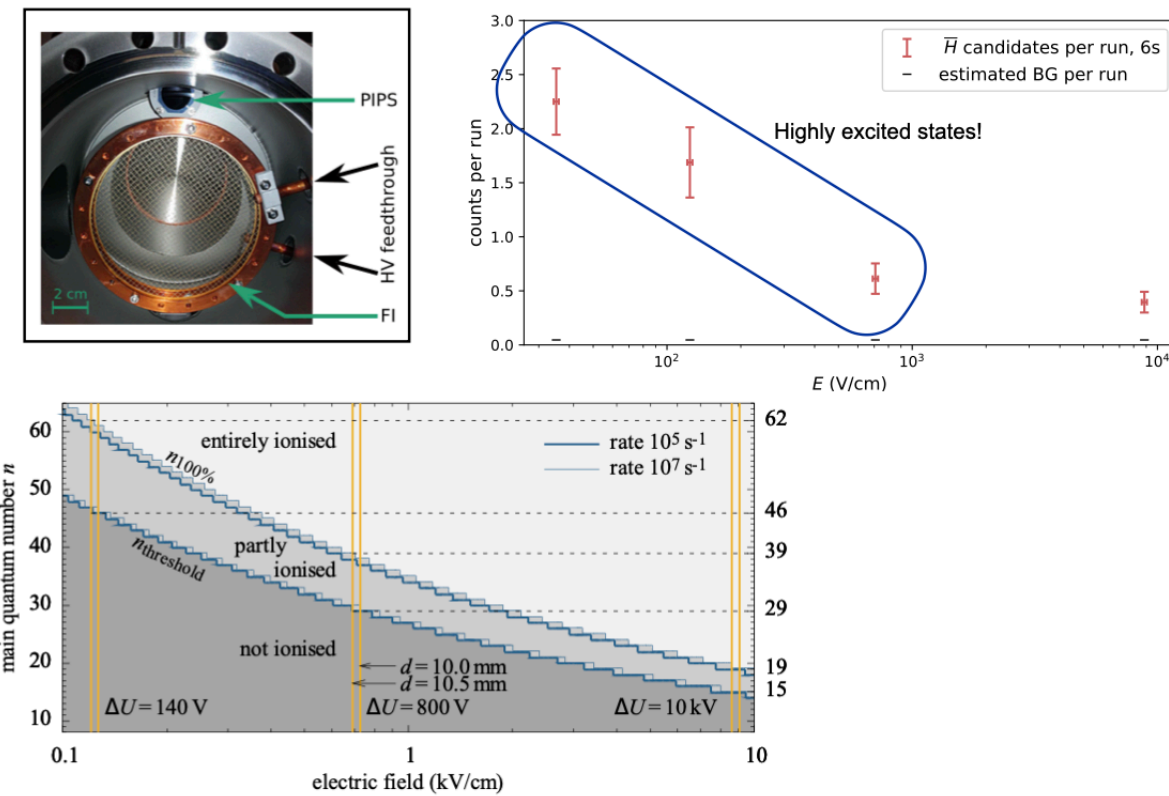 PIPS
HV feedthrough
FI
2 cm
3.0
2.5
2.0
1.5
1.0
0.5
0.0
counts per run
H̅ candidates per run, 6s
estimated BG per run
Highly excited states!
10²
10³
10⁴
E (V/cm)
60
50
40
30
20
10
main quantum number n
entirely ionised
rate 10⁵ s⁻¹
rate 10⁷ s⁻¹
n100%
partly
ionised
nthreshold
not ionised
d = 10.0 mm
d = 10.5 mm
ΔU = 140 V
ΔU = 800 V
ΔU = 10 kV
62
46
39
29
19
15
0.1
1
10
electric field (kV/cm)